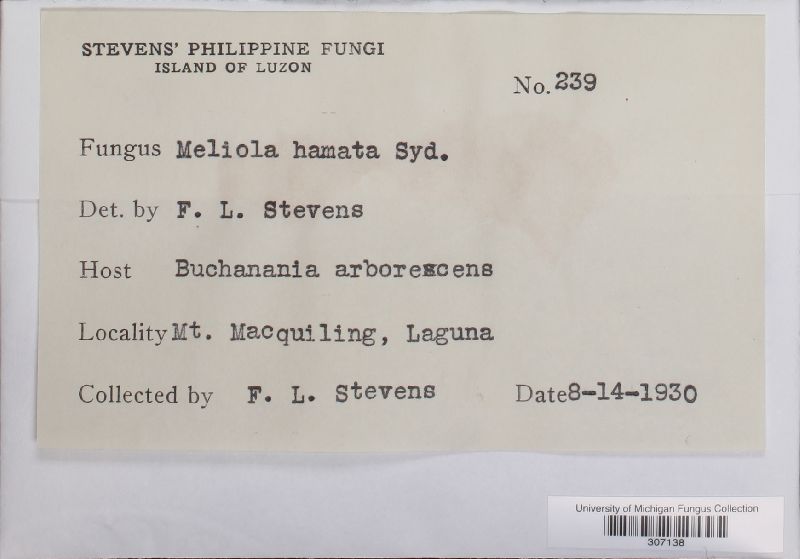 STEVENS' PHILIPPINE FUNGI
ISLAND OF LUZON
No. 239
Fungus Meliola hamata Syd.
Det. by F. L. Stevens
Host Buchanania arborescens
Locality Mt. Macquiling, Laguna
Collected by F. L. Stevens Date 8-14-1930
University of Michigan Fungus Collection
307138